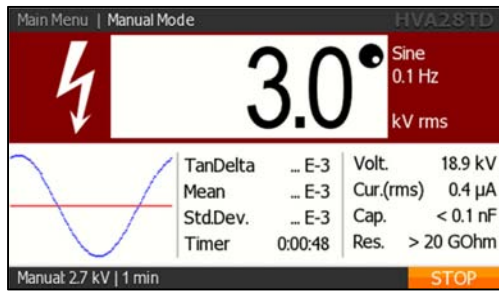 Main Menu | Manual Mode HVA28TD
3.0
Sine
0.1 Hz
kV rms
TanDelta ... E-3
Mean ... E-3
Std.Dev. ... E-3
Timer 0:00:48
Volt. 18.9 kV
Cur.(rms) 0.4 µA
Cap. < 0.1 nF
Res. > 20 GOhm
Manual: 2.7 kV | 1 min STOP